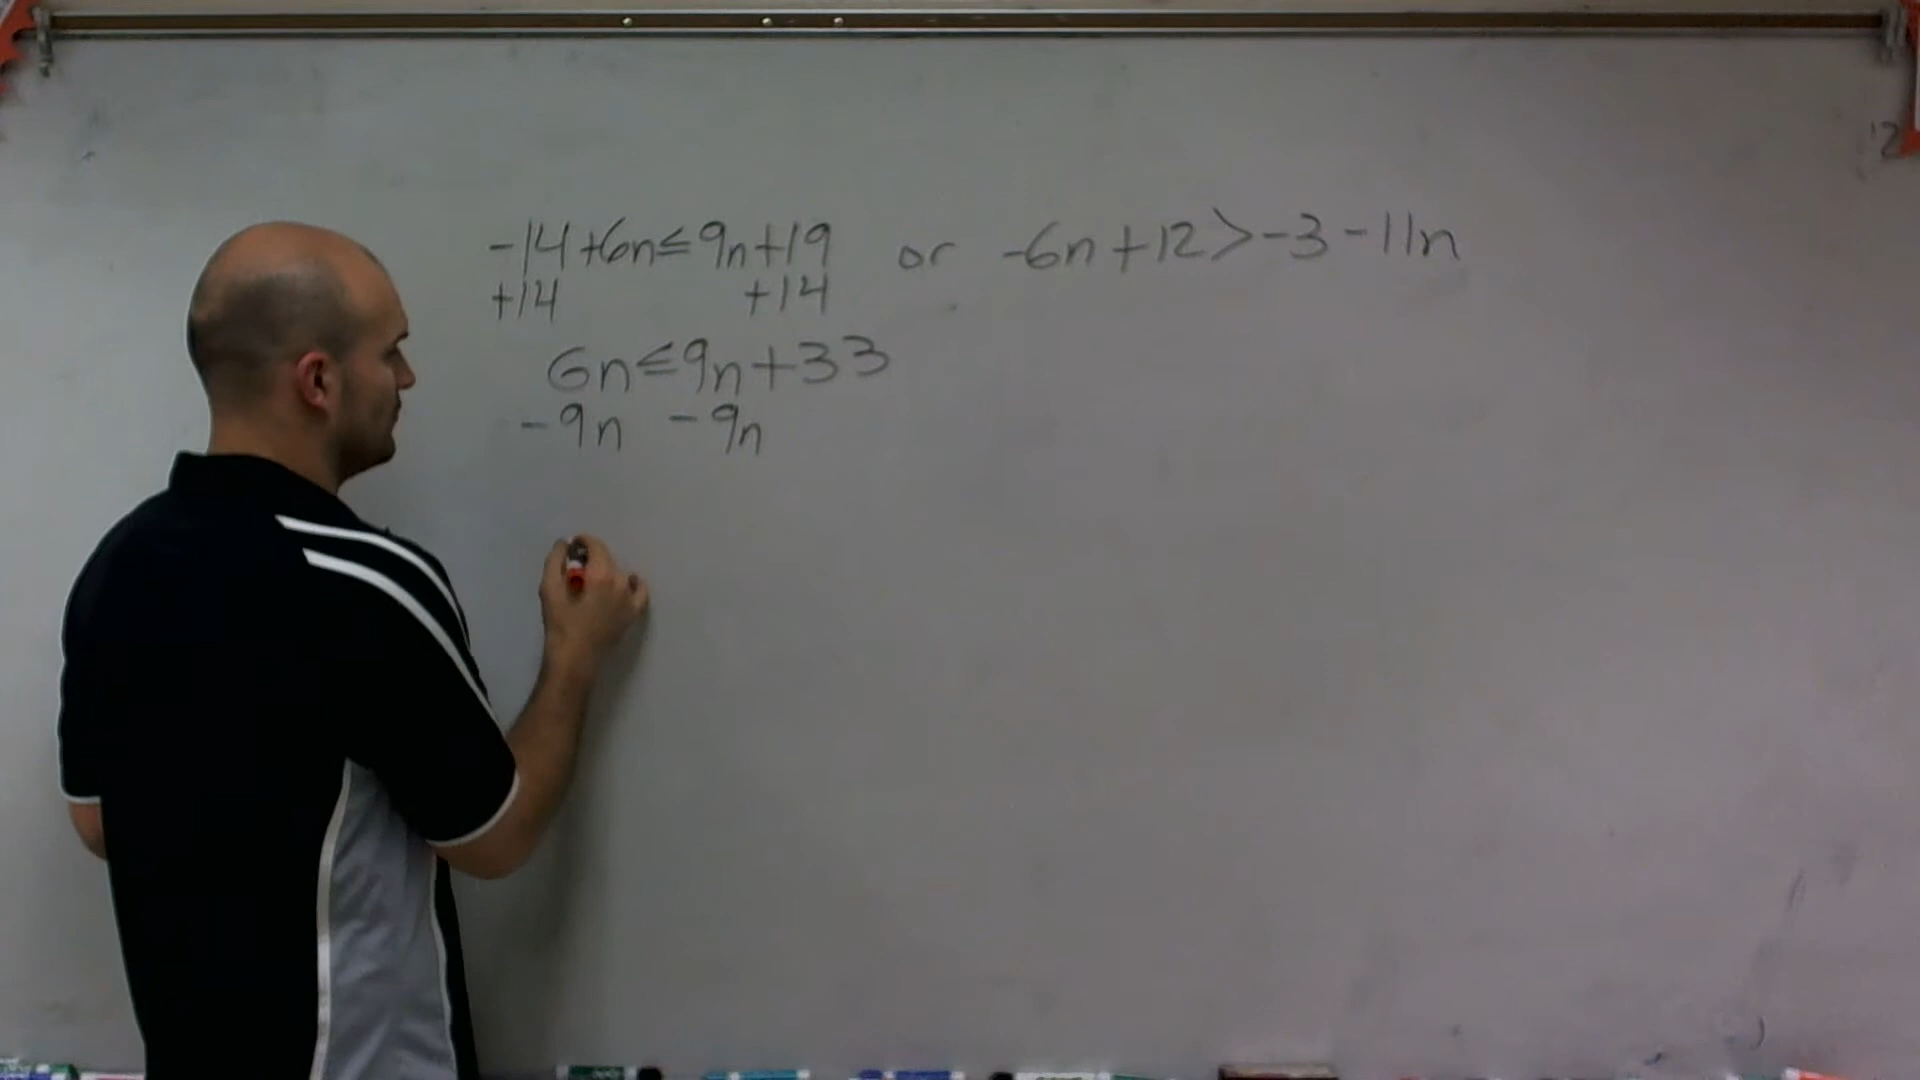 -14+6n≤9n+19 or -6n+12>-3-11n
+14 +14
6n≤9n+33
-9n -9n